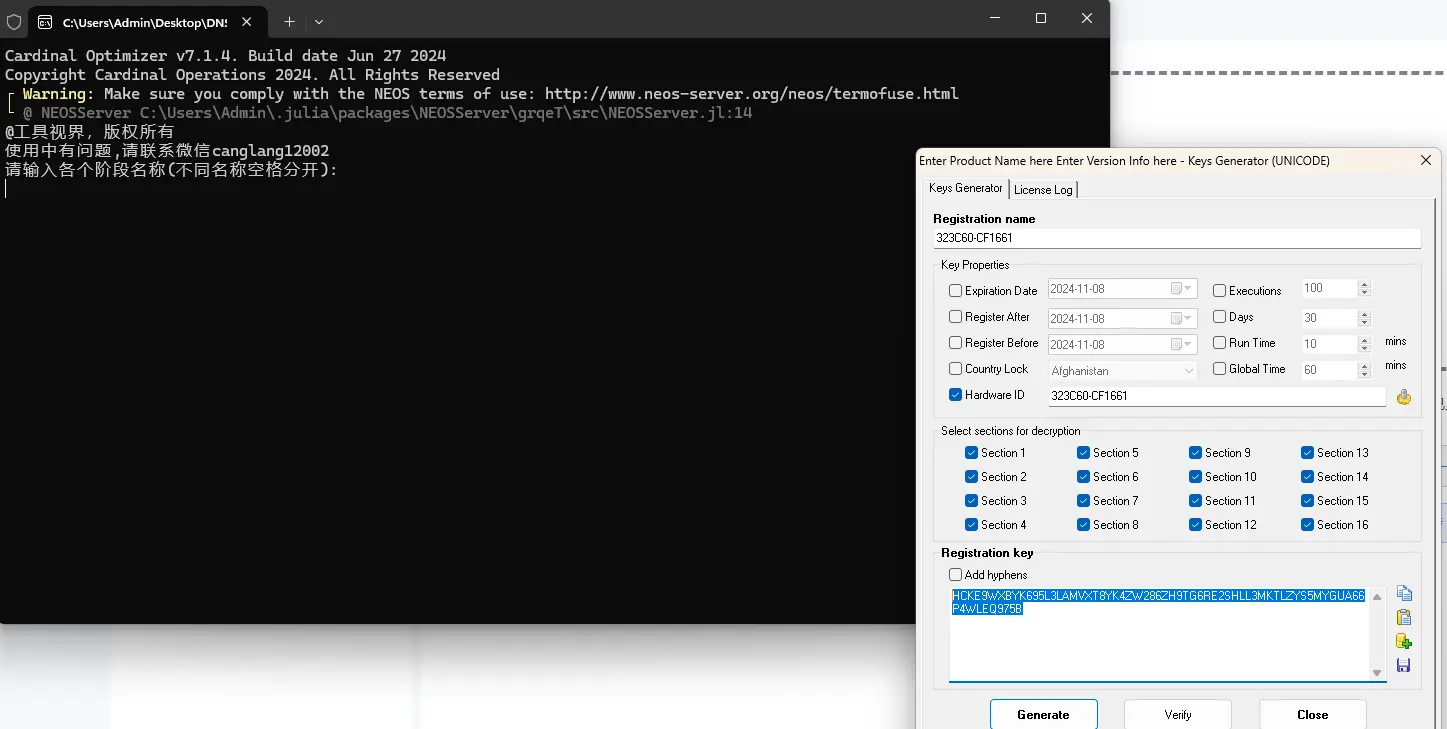 C:\Users\Admin\Desktop\DN
Cardinal Optimizer v7.1.4. Build date Jun 27 2024
Copyright Cardinal Operations 2024. All Rights Reserved
Warning: Make sure you comply with the NEOS terms of use: http://www.neos-server.org/neos/termofuse.html
@ NEOSServer C:\Users\Admin\.julia\packages\NEOSServer\grqeT\src\NEOSServer.jl:14
@工具视界，版权所有
使用中有问题,请联系微信canglang12002
请输入各个阶段名称(不同名称空格分开):
Enter Product Name here Enter Version Info here - Keys Generator (UNICODE)
Keys Generator License Log
Registration name
323C60-CF1661
Key Properties
Expiration Date 2024-11-08 Executions 100
Register After 2024-11-08 Days 30
Register Before 2024-11-08 Run Time 10 mins
Country Lock Afghanistan Global Time 60 mins
Hardware ID 323C60-CF1661
Select sections for decryption
Section 1 Section 5 Section 9 Section 13
Section 2 Section 6 Section 10 Section 14
Section 3 Section 7 Section 11 Section 15
Section 4 Section 8 Section 12 Section 16
Registration key
Add hyphens
HCKE9WXBYK695L3LAMVXT8YK4ZW286ZH9TG6RE2SHLL3MKTLZYS5MYGUA66
P4WLEQ975B
Generate Verify Close